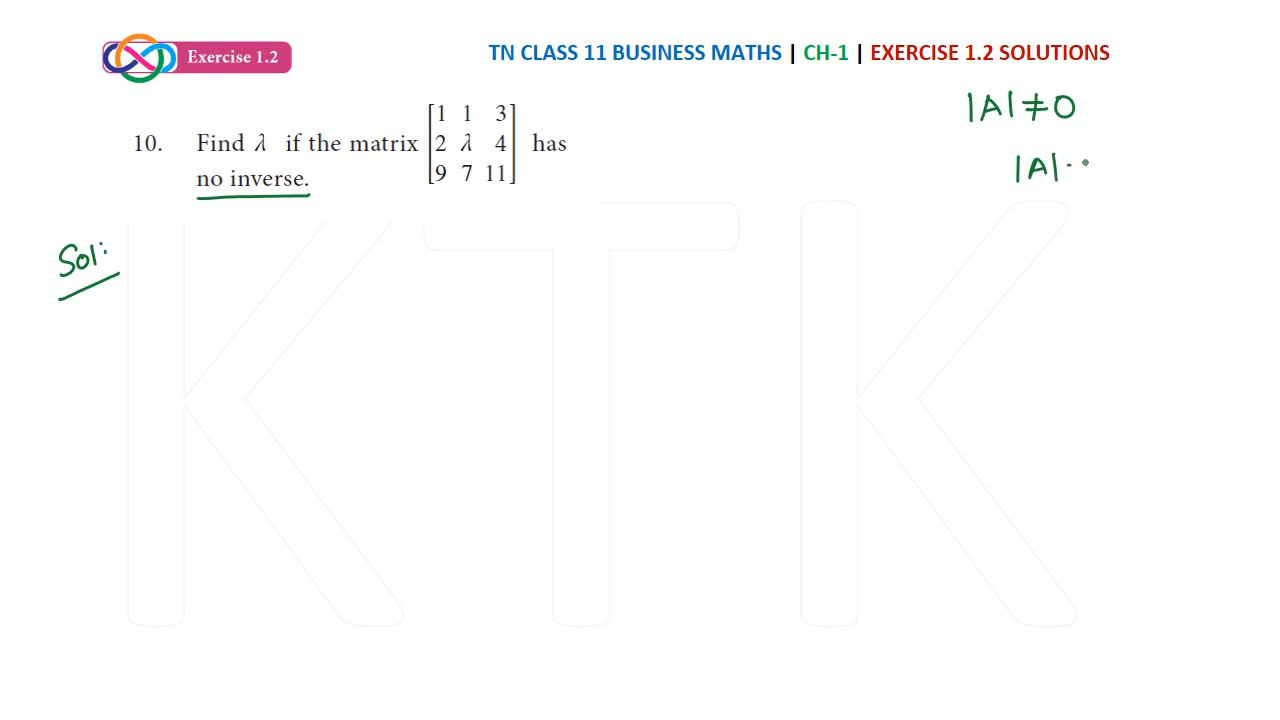 Exercise 1.2
TN CLASS 11 BUSINESS MATHS | CH-1 | EXERCISE 1.2 SOLUTIONS
|A| ≠ 0
10. Find λ if the matrix [1 1 3
2 λ 4
9 7 11] has
no inverse.
|A| -
Sol:
KTK